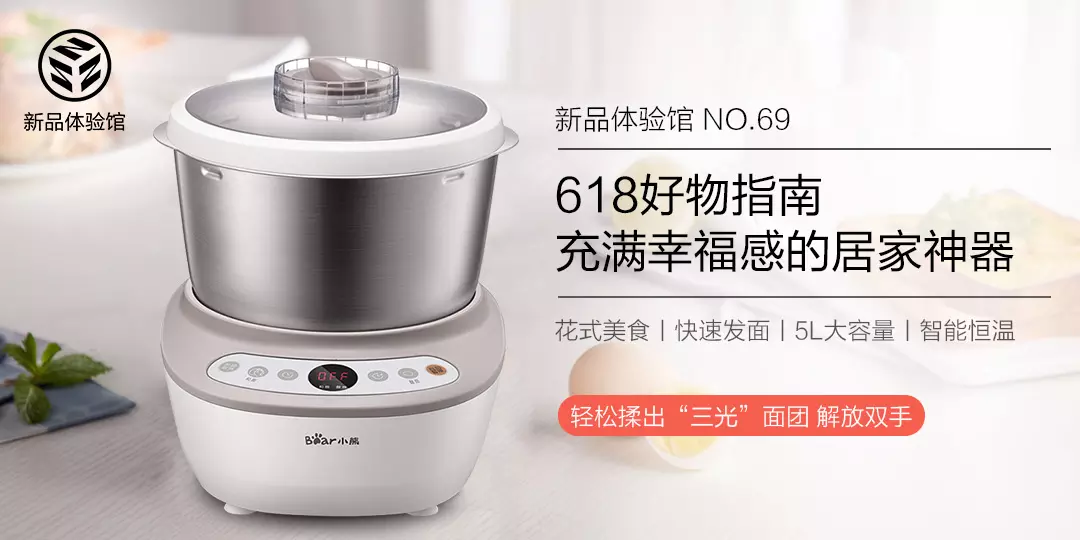 新品体验馆
新品体验馆 NO.69
618好物指南
充满幸福感的居家神器
花式美食丨快速发面丨5L大容量丨智能恒温
轻松揉出“三光”面团 解放双手
OFF
Bear小熊